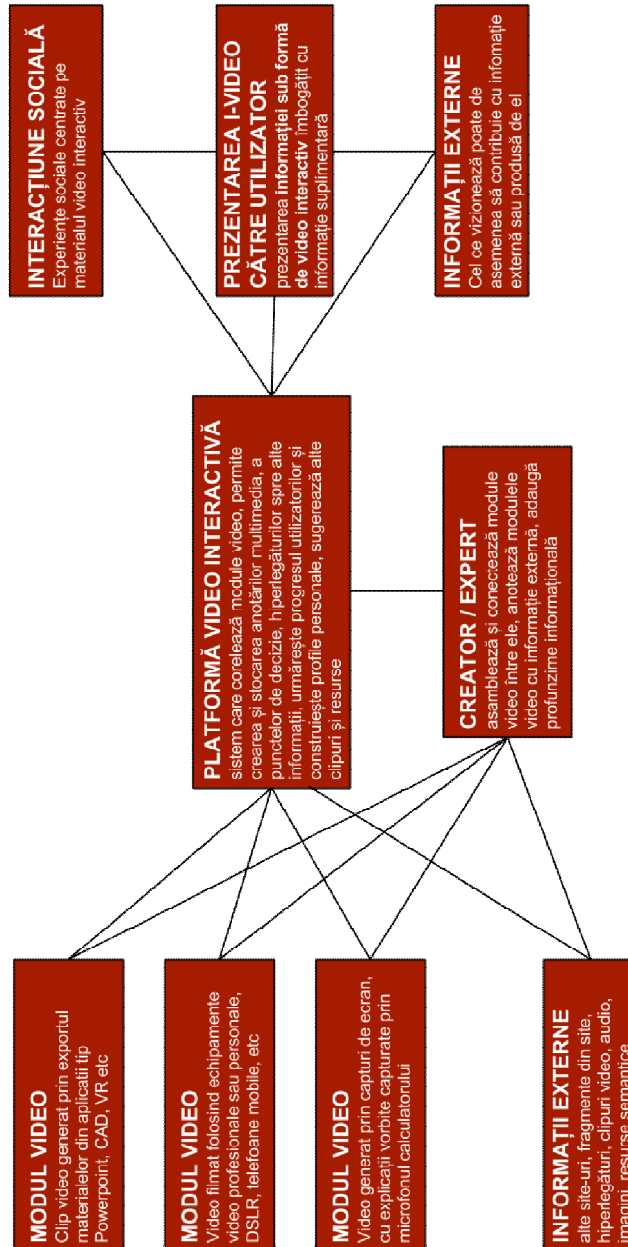 MODUL VIDEO
Clip video generat prin exportul
materialelor din aplicatii tip
Powerpoint, CAD, VR etc
MODUL VIDEO
Video filmat folosind echipamente
video profesionale sau personale,
DSLR, telefoane mobile, etc
MODUL VIDEO
Video generat prin capturi de ecran,
cu explicații vorbite capturate prin
microfonul calculatorului
INFORMAȚII EXTERNE
alte site-uri, fragmente din site,
hiperlegături, clipuri video, audio,
imagini, resurse semantice
PLATFORMĂ VIDEO INTERACTIVĂ
sistem care corelează module video, permite
crearea și stocarea anotărilor multimedia, a
punctelor de decizie, hiperlegăturilor spre alte
informații, urmărește progresul utilizatorilor și
construiește profile personale, sugerează alte
clipuri și resurse
CREATOR / EXPERT
asamblează și conectează module
video între ele, anotează modulele
video cu informație externă, adaugă
profunzime informațională
INTERACȚIUNE SOCIALĂ
Experiențe sociale centrate pe
materialul video interactiv
PREZENTAREA I-VIDEO
CĂTRE UTILIZATOR
prezentarea informației sub formă
de video interactiv îmbogățit cu
informație suplimentară
INFORMAȚII EXTERNE
Cel ce vizionează poate de
asemenea să contribuie cu infomație
externă sau produsă de el